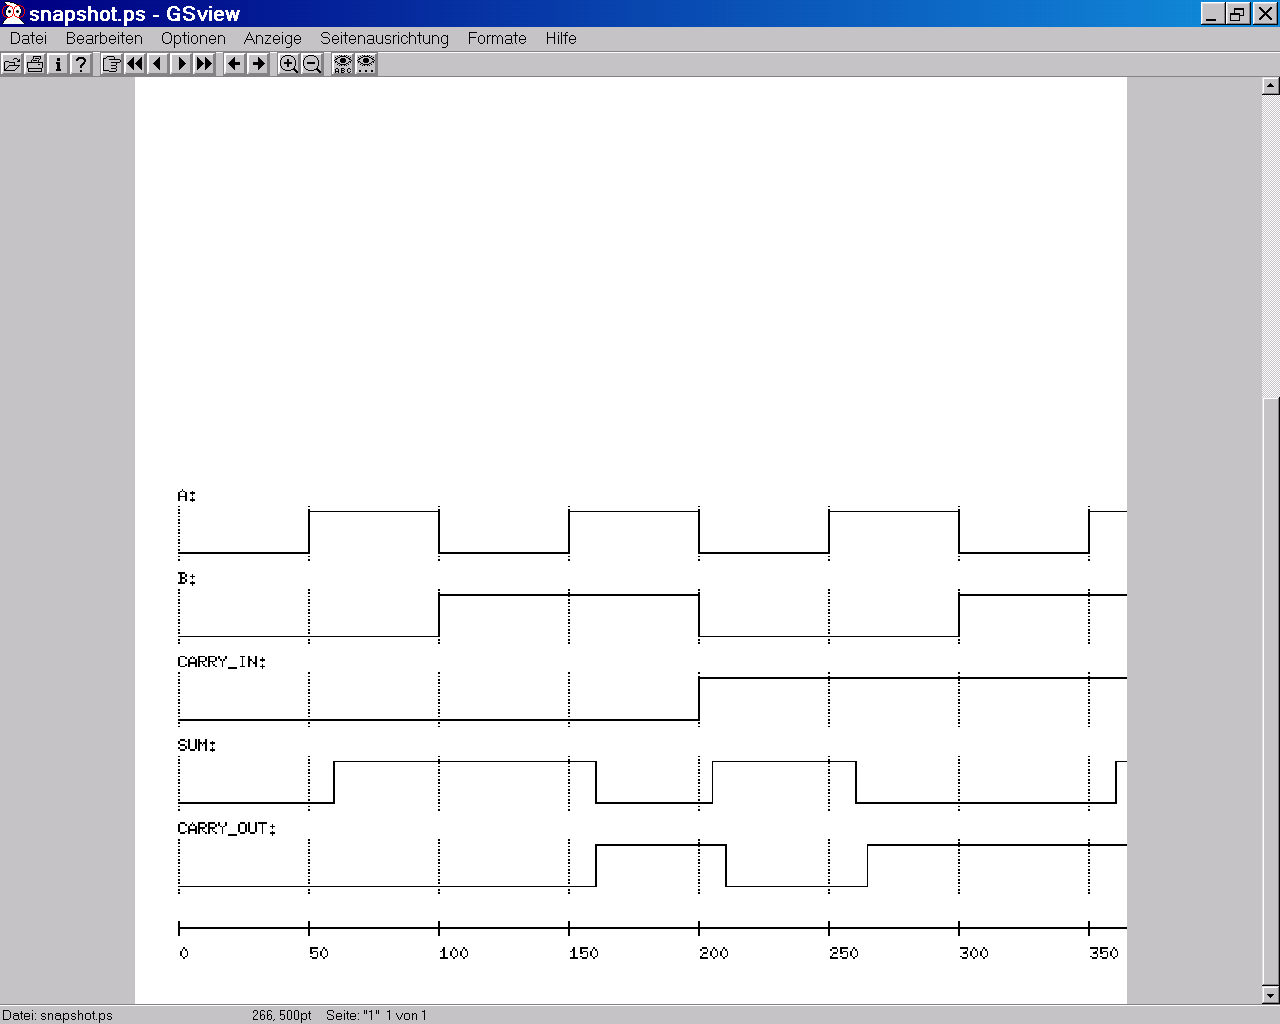 snapshot.ps - GSview
Datei Bearbeiten Optionen Anzeige Seitenausrichtung Formate Hilfe
A:
B:
CARRY_IN:
SUM:
CARRY_OUT:
0 50 100 150 200 250 300 350
Datei: snapshot.ps 266, 500pt Seite: "1" 1 von 1